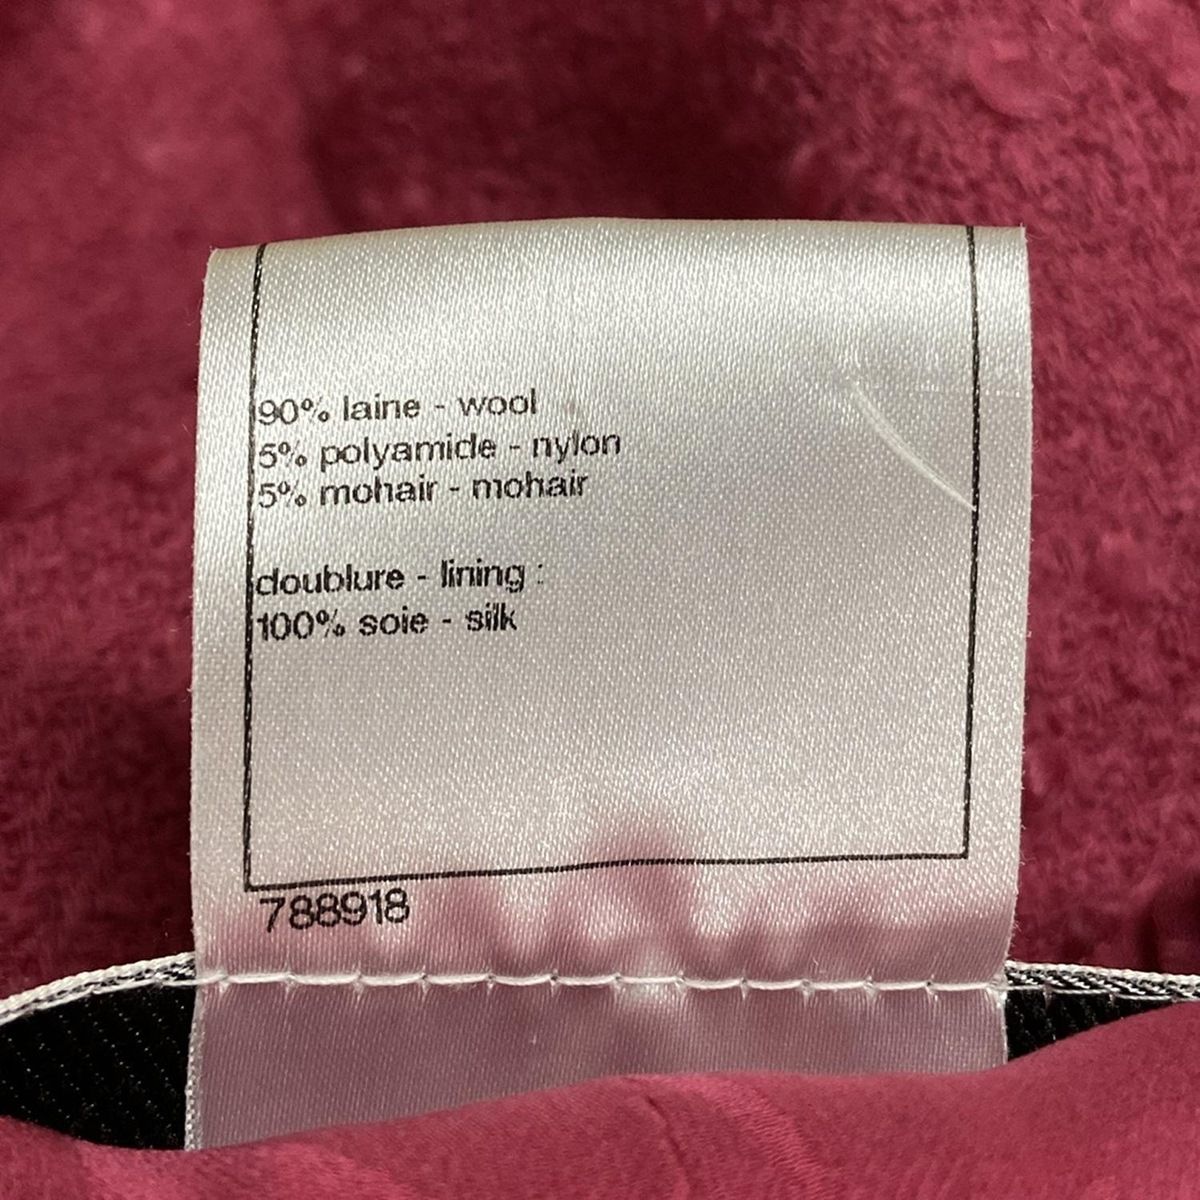 90% laine - wool
5% polyamide - nylon
5% mohair - mohair
doublure - lining :
100% soie - silk
788918